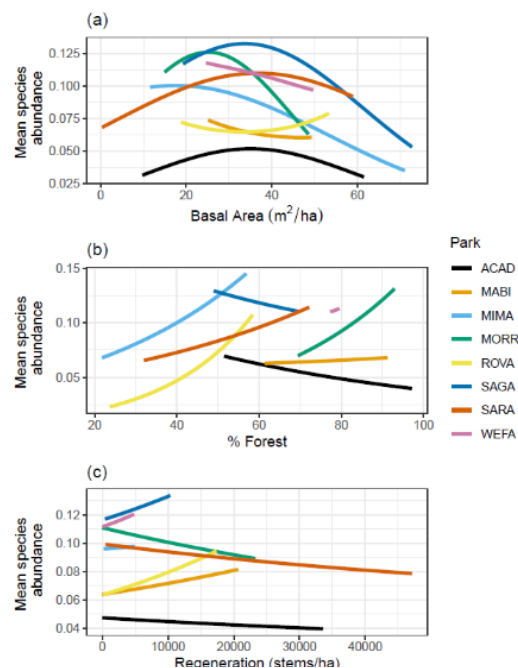 (a)
Mean species
abundance
0.125
0.100
0.075
0.050
0.025
0 20 40 60
Basal Area (m²/ha)
(b)
Mean species
abundance
0.15
0.10
0.05
20 40 60 80 100
% Forest
Park
ACAD
MABI
MIMA
MORR
ROVA
SAGA
SARA
WEFA
(c)
Mean species
abundance
0.12
0.10
0.08
0.06
0.04
0 10000 20000 30000 40000
Regeneration (stems/ha)